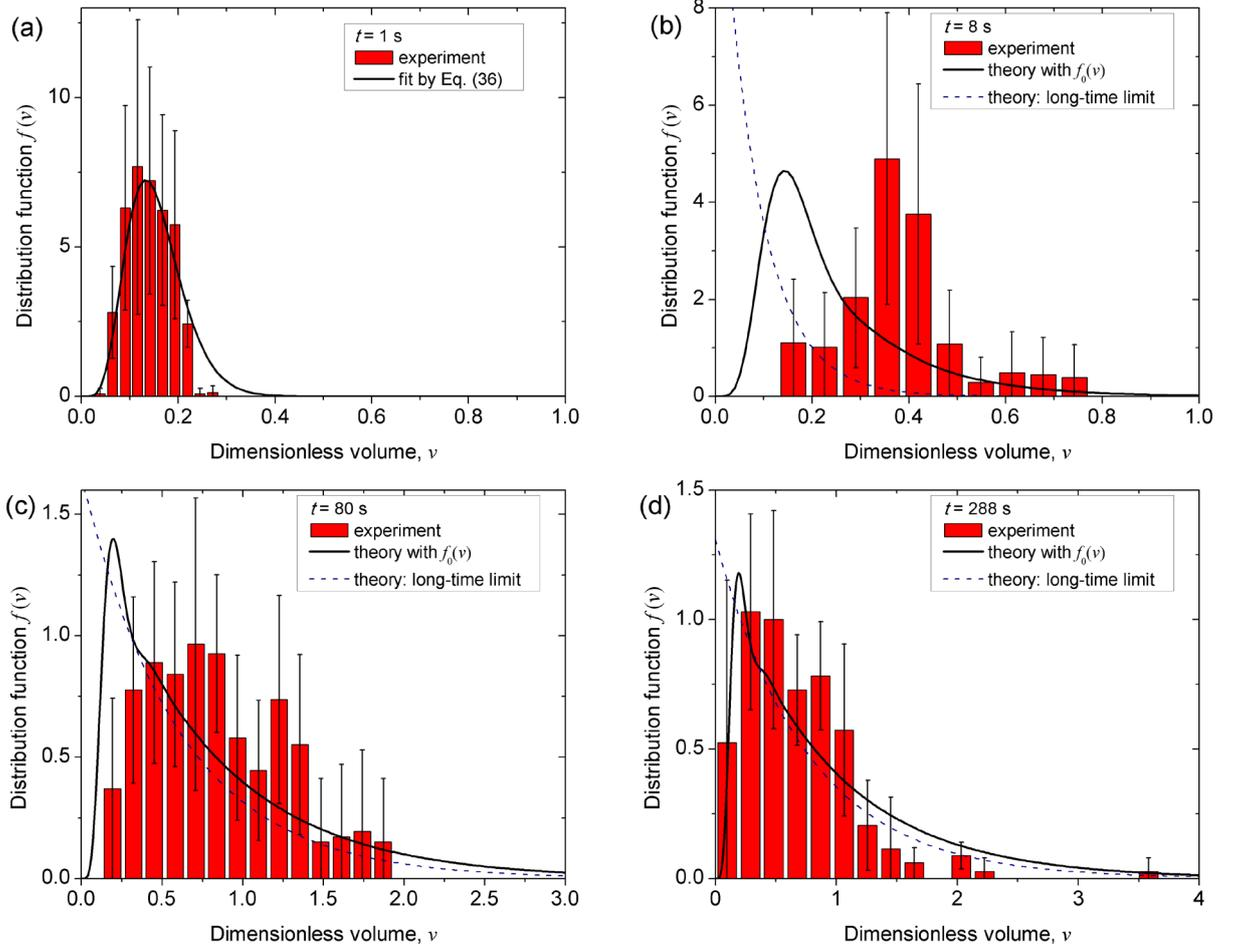 (a)
t = 1 s
experiment
fit by Eq. (36)
Distribution function f (v)
10
5
0
0.0 0.2 0.4 0.6 0.8 1.0
Dimensionless volume, v
(b)
t = 8 s
experiment
theory with f0(v)
theory: long-time limit
Distribution function f (v)
8
6
4
2
0
0.0 0.2 0.4 0.6 0.8 1.0
Dimensionless volume, v
(c)
t = 80 s
experiment
theory with f0(v)
theory: long-time limit
Distribution function f (v)
1.5
1.0
0.5
0.0
0.0 0.5 1.0 1.5 2.0 2.5 3.0
Dimensionless volume, v
(d)
t = 288 s
experiment
theory with f0(v)
theory: long-time limit
Distribution function f (v)
1.5
1.0
0.5
0.0
0 1 2 3 4
Dimensionless volume, v